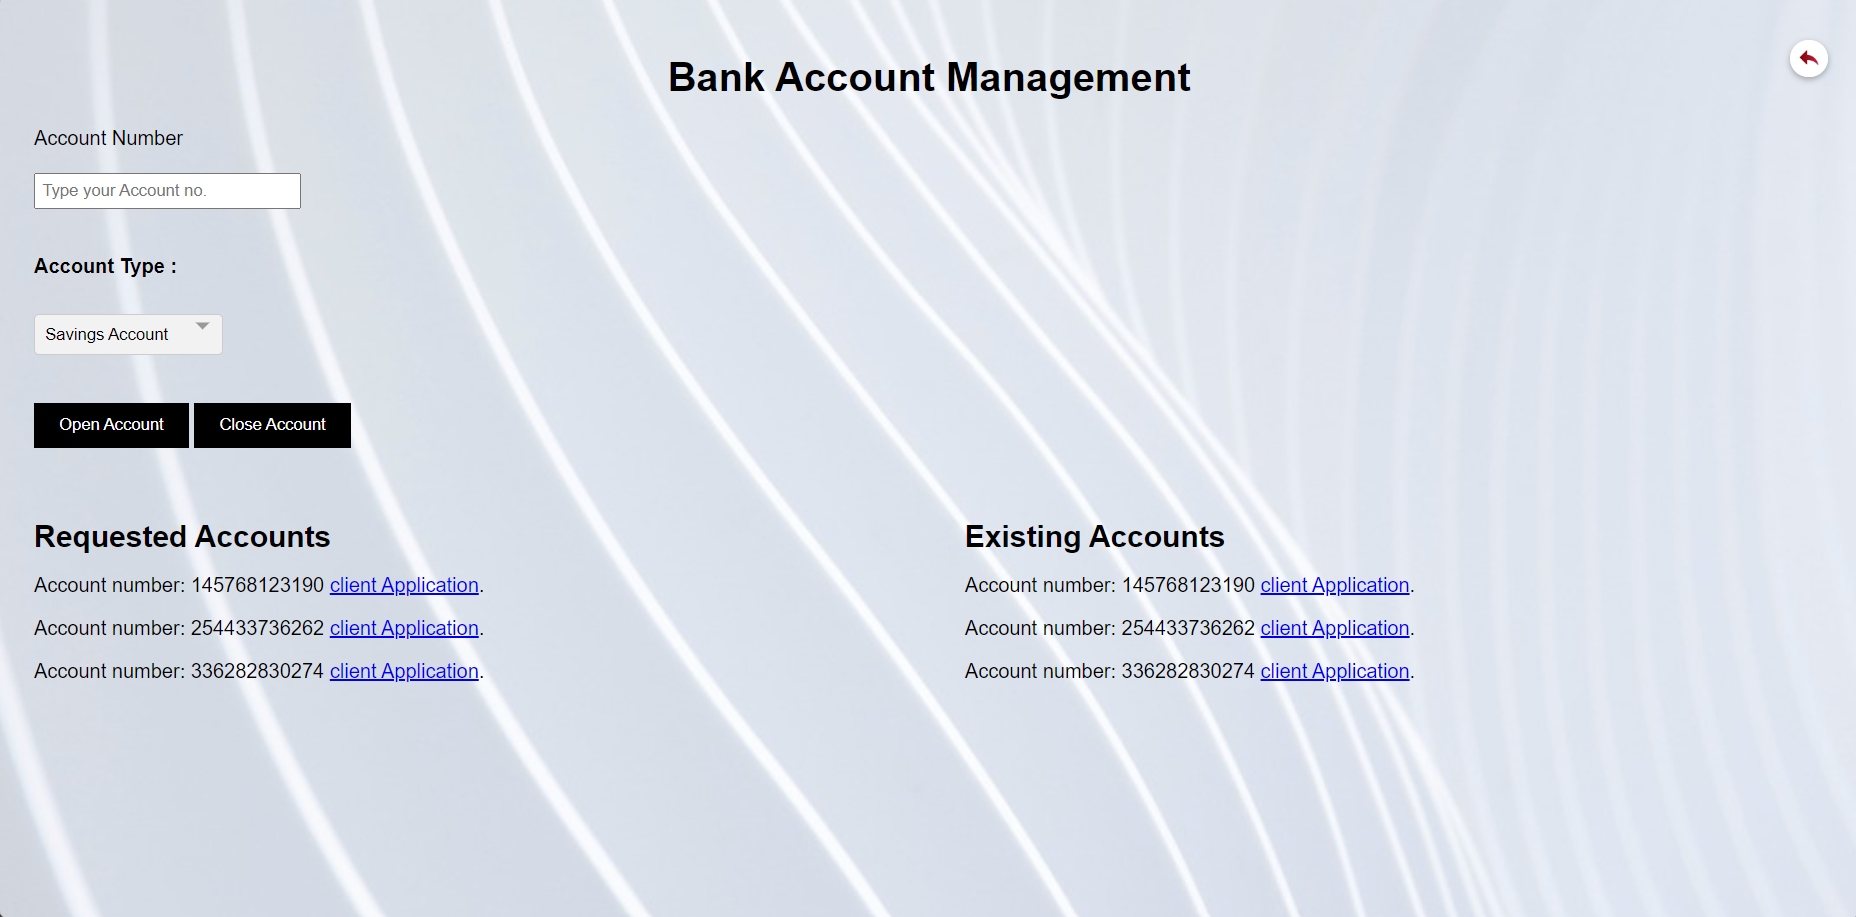 Bank Account Management
Account Number
Type your Account no.
Account Type :
Savings Account
Open Account
Close Account
Requested Accounts
Account number: 145768123190 client Application.
Account number: 254433736262 client Application.
Account number: 336282830274 client Application.
Existing Accounts
Account number: 145768123190 client Application.
Account number: 254433736262 client Application.
Account number: 336282830274 client Application.